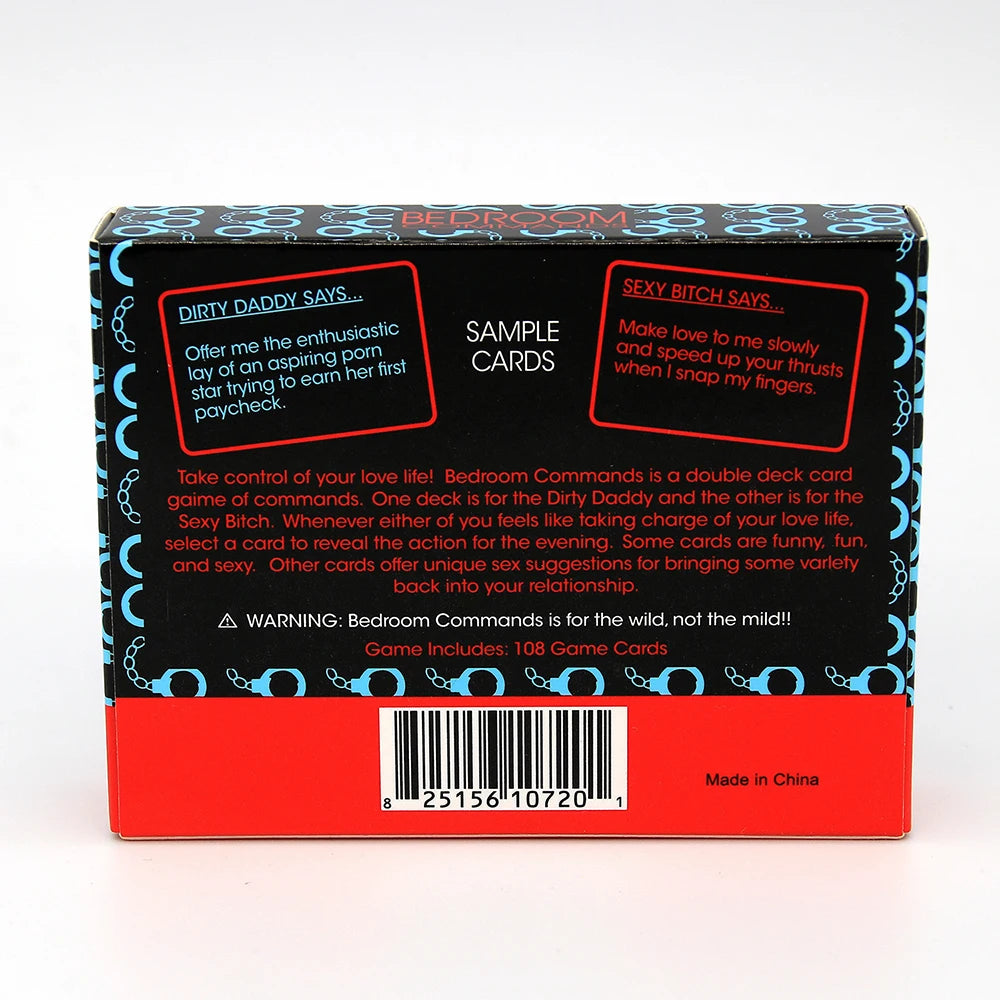 BEDROOM
COMMANDS
DIRTY DADDY SAYS...
Offer me the enthusiastic
lay of an aspiring porn
star trying to earn her first
paycheck.
SAMPLE
CARDS
SEXY BITCH SAYS...
Make love to me slowly
and speed up your thrusts
when I snap my fingers.
Take control of your love life! Bedroom Commands is a double deck card
gaime of commands. One deck is for the Dirty Daddy and the other is for the
Sexy Bitch. Whenever either of you feels like taking charge of your love life,
select a card to reveal the action for the evening. Some cards are funny, fun,
and sexy. Other cards offer unique sex suggestions for bringing some varlety
back into your relationship.
⚠ WARNING: Bedroom Commands is for the wild, not the mild!!
Game Includes: 108 Game Cards
8 25156 10720 1
Made in China